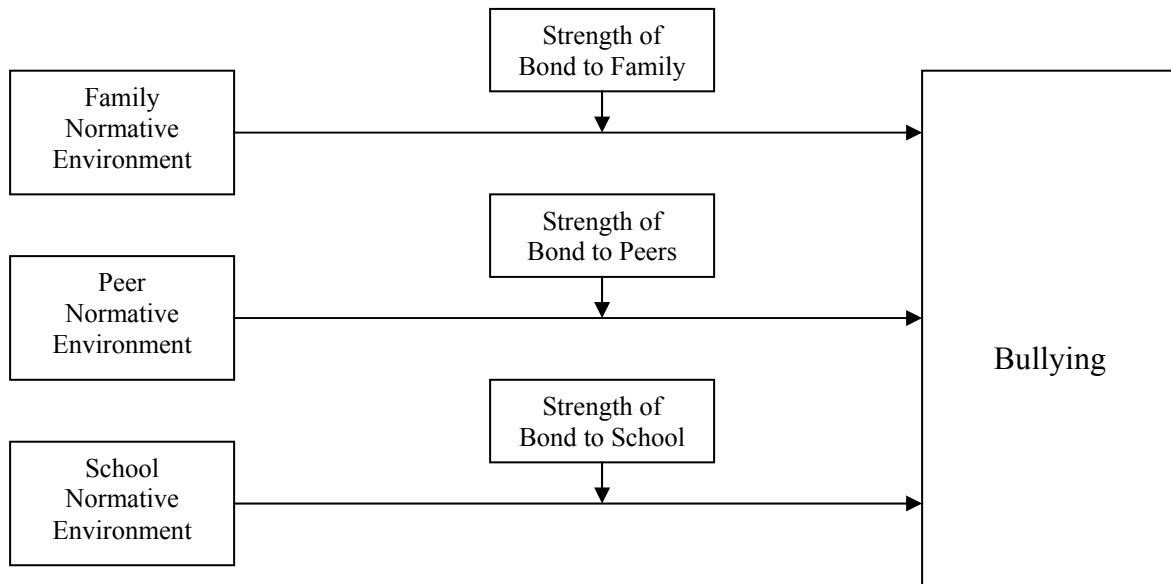 Strength of
Bond to Family
Family
Normative
Environment
Strength of
Bond to Peers
Peer
Normative
Environment
Bullying
Strength of
Bond to School
School
Normative
Environment